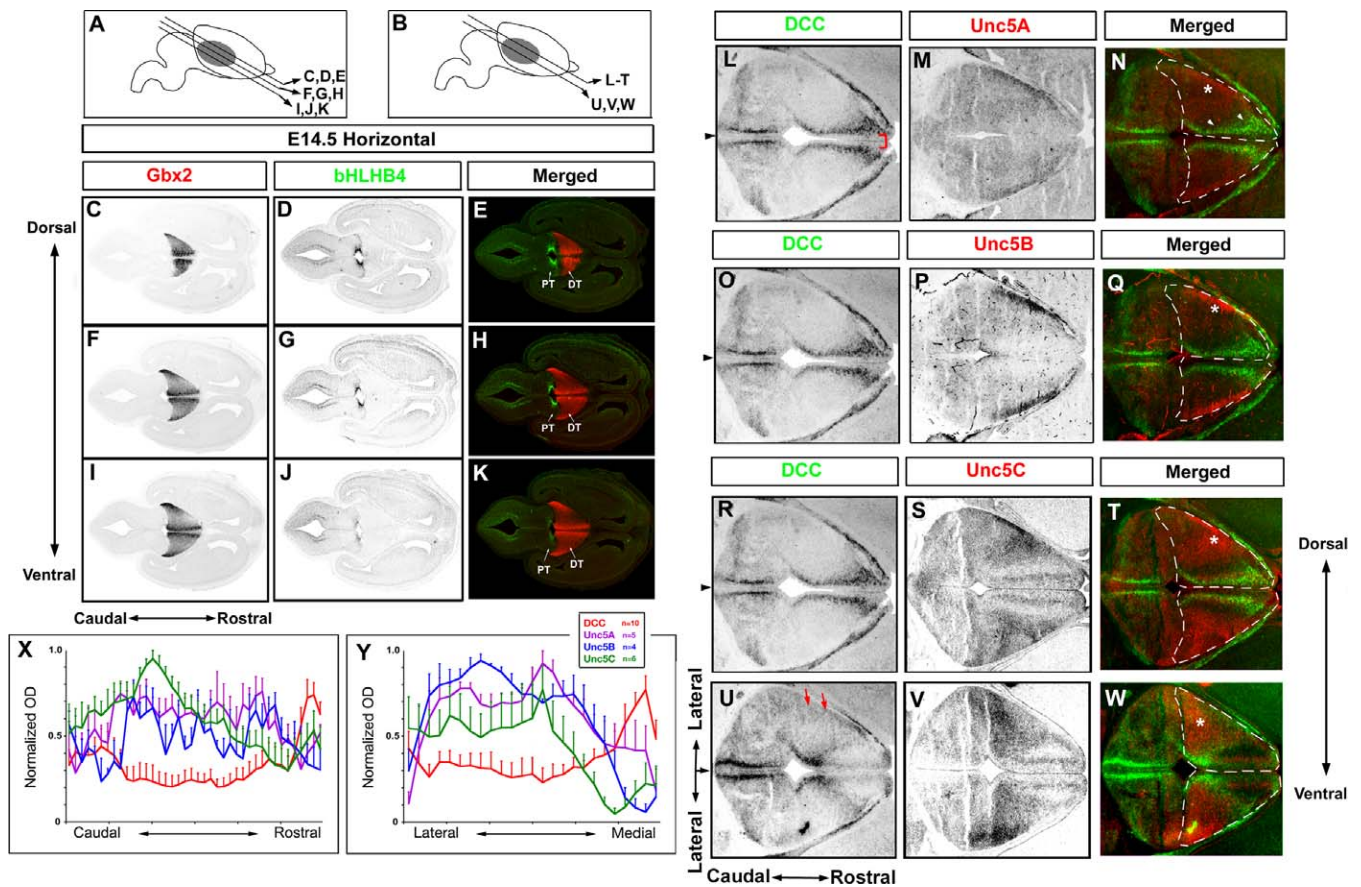 A
C,D,E
F,G,H
I,J,K
B
L-T
U,V,W
E14.5 Horizontal
Gbx2
bHLHB4
Merged
Dorsal
Ventral
C
D
E
PT
DT
F
G
H
PT
DT
I
J
K
PT
DT
Caudal
Rostral
X
Normalized OD
1.0
0.5
0
Caudal
Rostral
Y
Normalized OD
1.0
0.5
0
Lateral
Medial
DCC n=10
Unc5A n=5
Unc5B n=4
Unc5C n=6
DCC
Unc5A
Merged
L
M
N
*
DCC
Unc5B
Merged
O
P
Q
*
DCC
Unc5C
Merged
R
S
T
*
U
V
W
*
Lateral
Lateral
Caudal
Rostral
Dorsal
Ventral